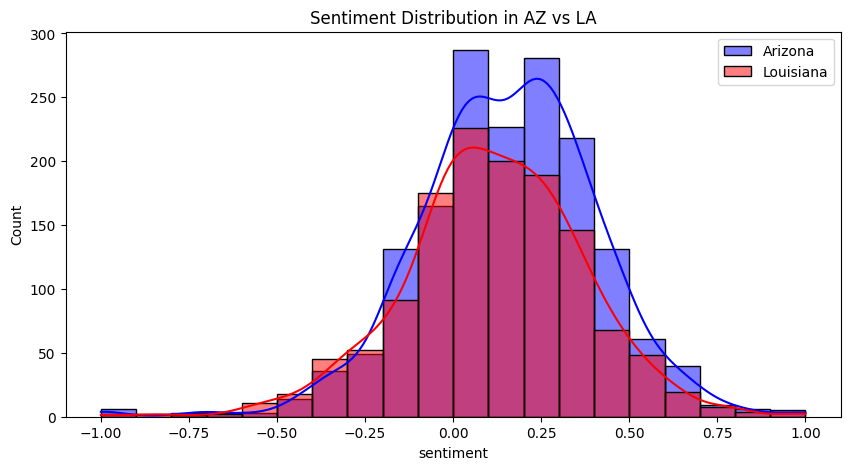 Sentiment Distribution in AZ vs LA
300
250
200
150
100
50
0
Count
Arizona
Louisiana
−1.00 −0.75 −0.50 −0.25 0.00 0.25 0.50 0.75 1.00
sentiment